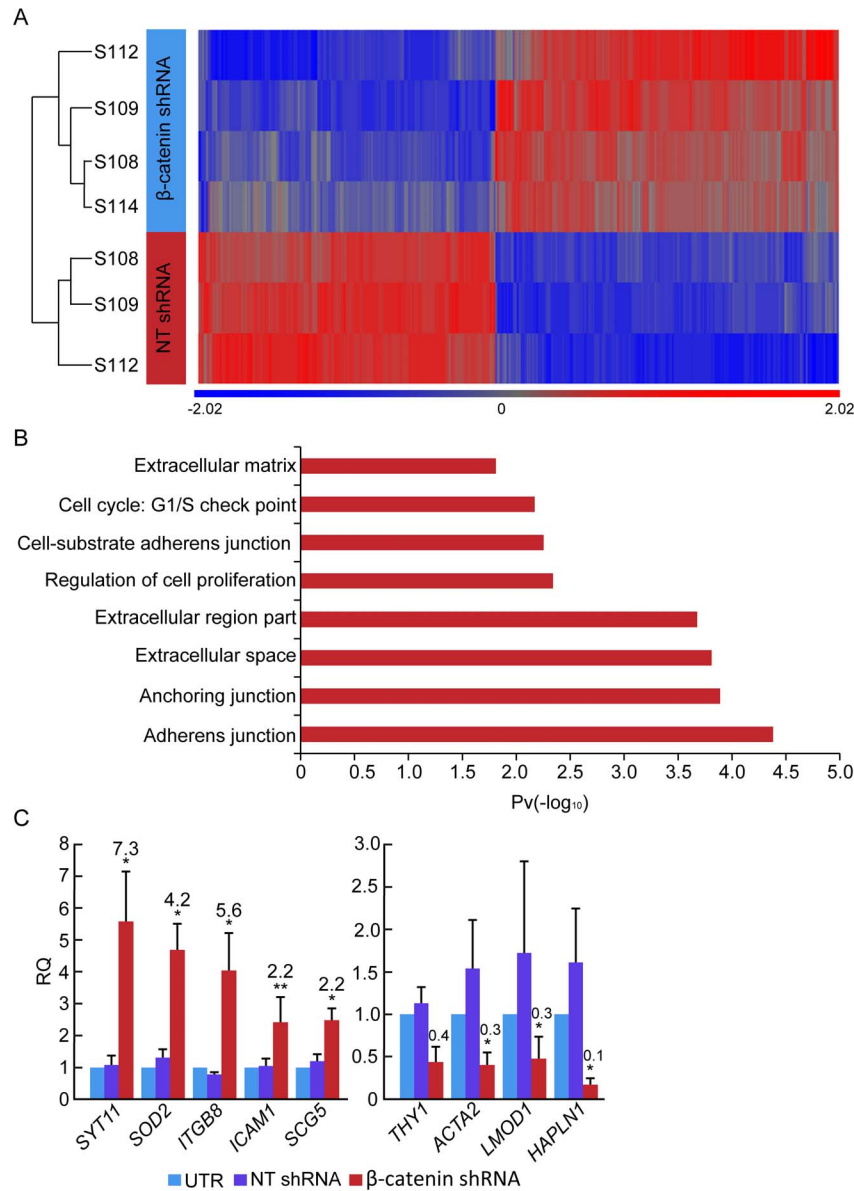 A
S112
S109
S108
S114
S108
S109
S112
β-catenin shRNA
NT shRNA
-2.02 0 2.02
B
Extracellular matrix
Cell cycle: G1/S check point
Cell-substrate adherens junction
Regulation of cell proliferation
Extracellular region part
Extracellular space
Anchoring junction
Adherens junction
0 0.5 1.0 1.5 2.0 2.5 3.0 3.5 4.0 4.5 5.0
Pv(-log₁₀)
C
RQ
8
7
6
5
4
3
2
1
0
7.3
*
4.2
*
5.6
*
2.2
**
2.2
*
SYT11 SOD2 ITGB8 ICAM1 SCG5
3.0
2.5
2.0
1.5
1.0
0.5
0
0.4
0.3
*
0.3
*
0.1
*
THY1 ACTA2 LMOD1 HAPLN1
UTR NT shRNA β-catenin shRNA